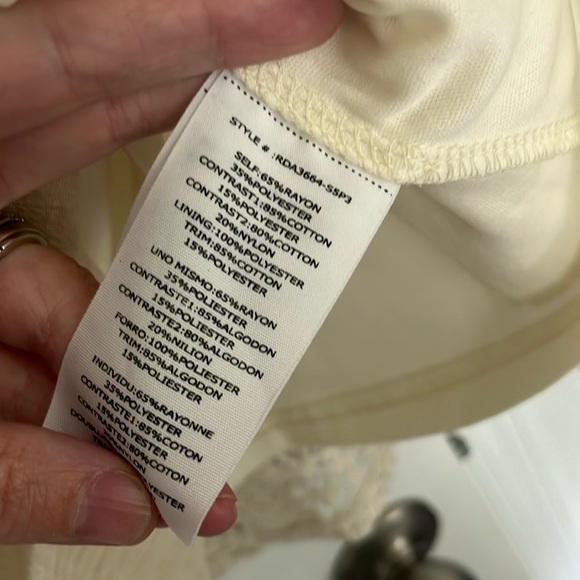 STYLE # :RDA3664-S5P3
SELF:65%RAYON
35%POLYESTER
CONTRAST1:85%COTTON
15%POLYESTER
CONTRAST2:80%COTTON
20%NYLON
LINING:100%POLYESTER
TRIM:85%COTTON
15%POLYESTER
UNO MISMO:65%RAYON
35%POLIESTER
CONTRASTE1:85%ALGODON
15%POLIESTER
CONTRASTE2:80%ALGODON
20%NILION
FORRO:100%POLIESTER
TRIM:85%ALGODON
15%POLIESTER
INDIVIDU:65%RAYONNE
35%POLYESTER
CONTRASTE1:85%COTON
15%POLYESTER
CONTRASTE2:80%COTON